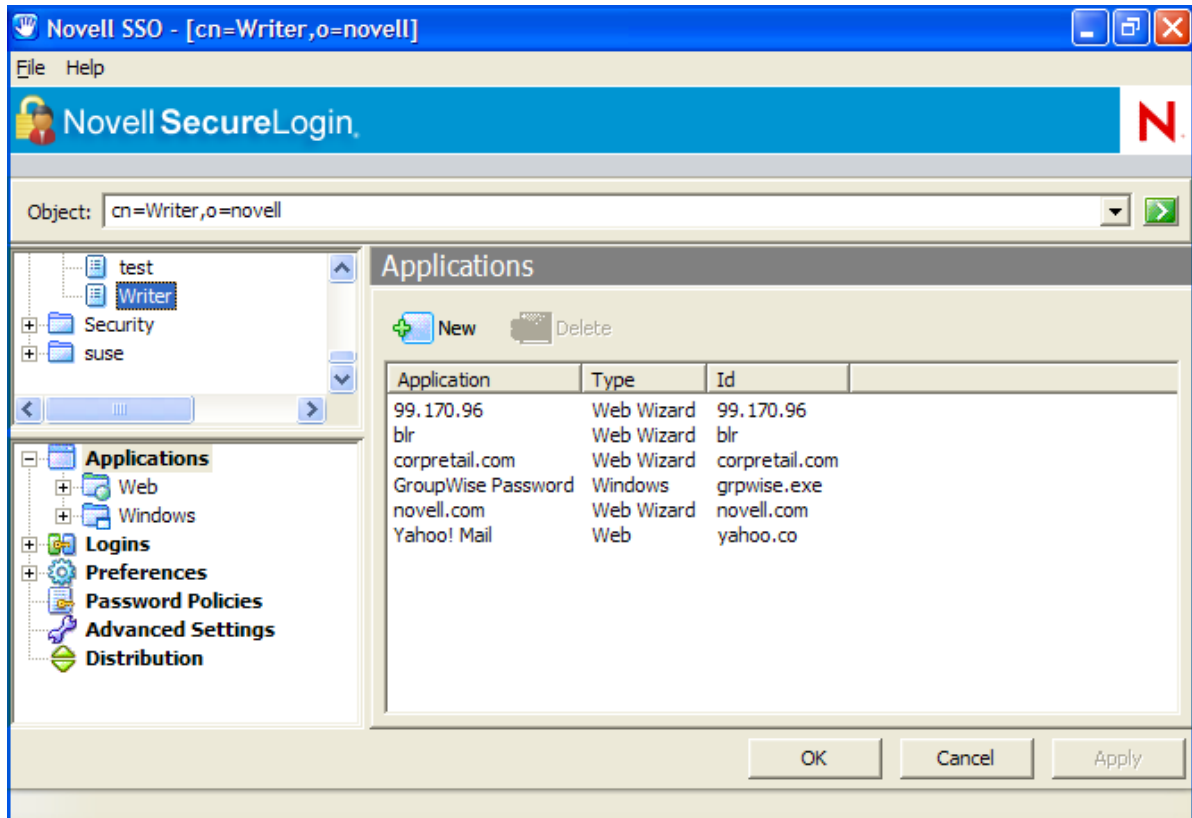 Novell SSO - [cn=Writer,o=novell]
File Help
Novell SecureLogin.
N.
Object: cn=Writer,o=novell
test
Writer
Security
suse
Applications
Web
Windows
Logins
Preferences
Password Policies
Advanced Settings
Distribution
Applications
New Delete
Application Type Id
99.170.96 Web Wizard 99.170.96
blr Web Wizard blr
corpretail.com Web Wizard corpretail.com
GroupWise Password Windows grpwise.exe
novell.com Web Wizard novell.com
Yahoo! Mail Web yahoo.co
OK Cancel Apply